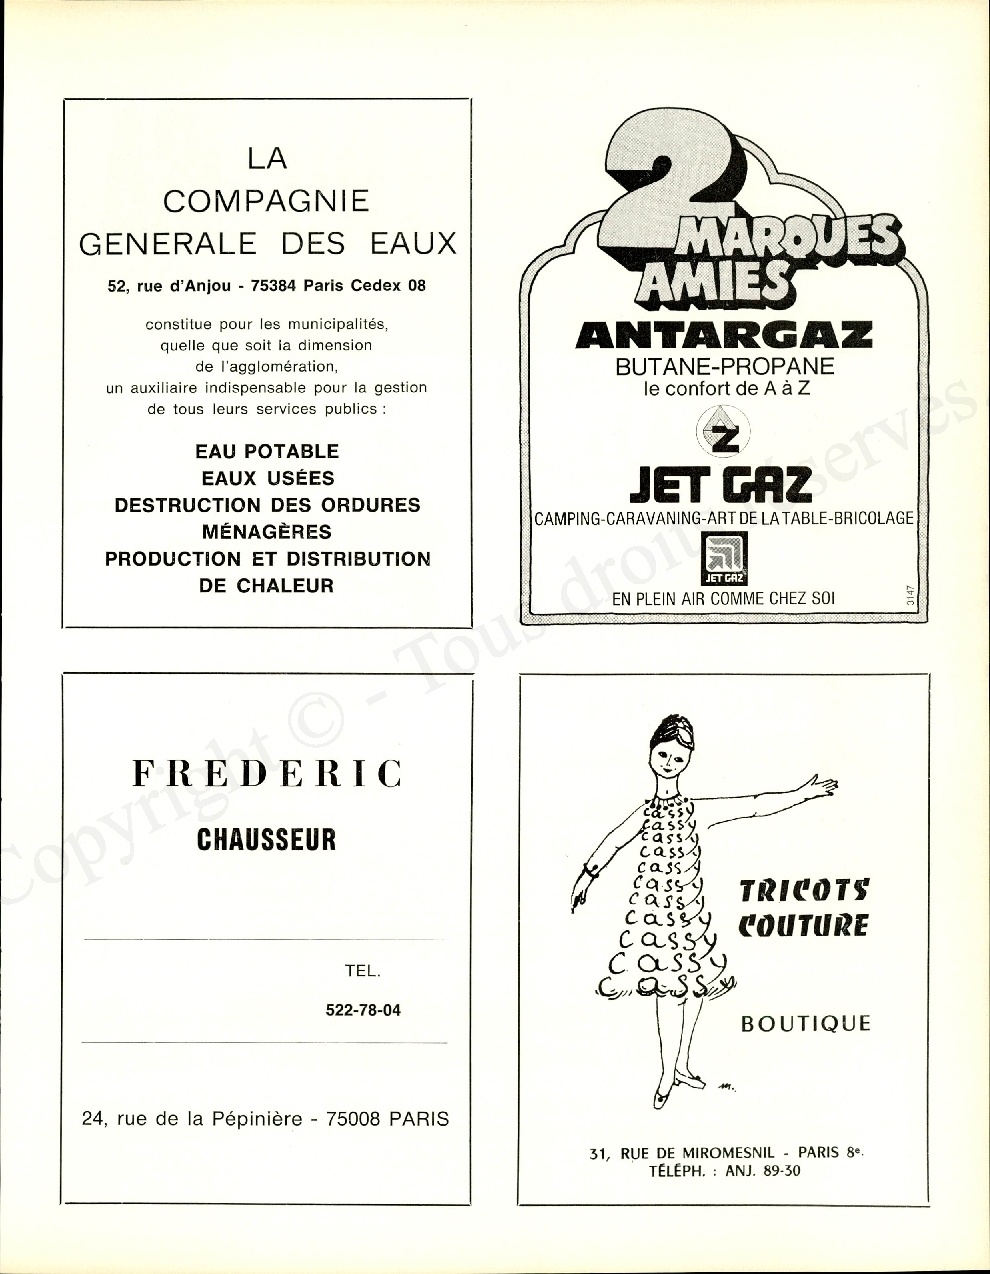 LA
COMPAGNIE
GENERALE DES EAUX
52, rue d'Anjou - 75384 Paris Cedex 08
constitue pour les municipalités,
quelle que soit la dimension
de l'agglomération,
un auxiliaire indispensable pour la gestion
de tous leurs services publics :
EAU POTABLE
EAUX USÉES
DESTRUCTION DES ORDURES
MÉNAGÈRES
PRODUCTION ET DISTRIBUTION
DE CHALEUR
2
MARQUES
AMIES
ANTARGAZ
BUTANE-PROPANE
le confort de A à Z
Z
JET GAZ
CAMPING-CARAVANING-ART DE LA TABLE-BRICOLAGE
JET GAZ
EN PLEIN AIR COMME CHEZ SOI
3147
FREDERIC
CHAUSSEUR
TEL.
522-78-04
24, rue de la Pépinière - 75008 PARIS
cassy
cassy
cassy
cassy
cassy
cassy
cassy
cassy
cassy
cassy
cassy
TRICOTS
COUTURE
BOUTIQUE
m.
31, RUE DE MIROMESNIL - PARIS 8e.
TÉLÉPH. : ANJ. 89-30
Copyright © - Tous droits réservés